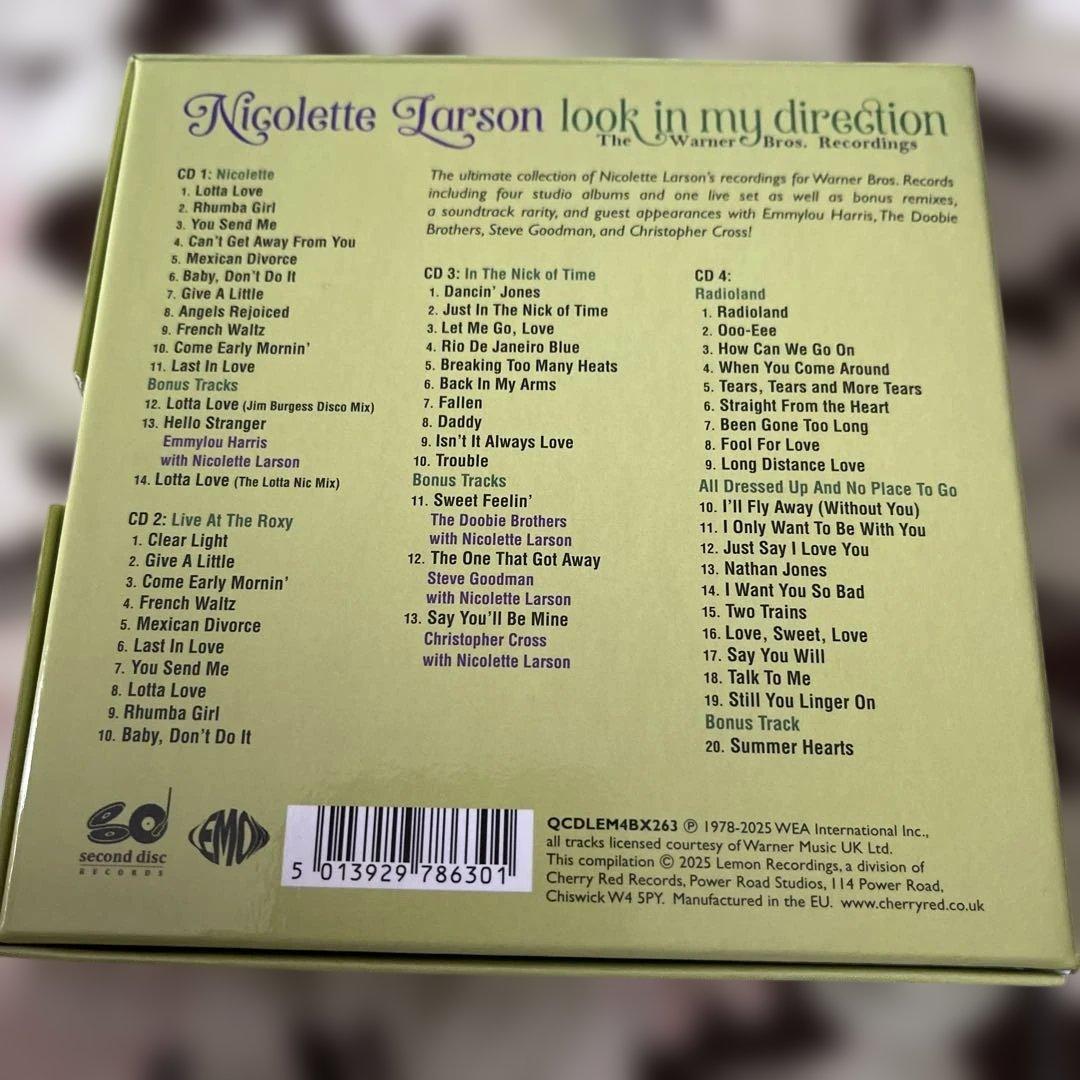 Nicolette Larson look in my direction
The Warner Bros. Recordings
CD 1: Nicolette
1. Lotta Love
2. Rhumba Girl
3. You Send Me
4. Can't Get Away From You
5. Mexican Divorce
6. Baby, Don't Do It
7. Give A Little
8. Angels Rejoiced
9. French Waltz
10. Come Early Mornin'
11. Last In Love
Bonus Tracks
12. Lotta Love (Jim Burgess Disco Mix)
13. Hello Stranger
Emmylou Harris
with Nicolette Larson
14. Lotta Love (The Lotta Nic Mix)
CD 2: Live At The Roxy
1. Clear Light
2. Give A Little
3. Come Early Mornin'
4. French Waltz
5. Mexican Divorce
6. Last In Love
7. You Send Me
8. Lotta Love
9. Rhumba Girl
10. Baby, Don't Do It
The ultimate collection of Nicolette Larson's recordings for Warner Bros. Records
including four studio albums and one live set as well as bonus remixes,
a soundtrack rarity, and guest appearances with Emmylou Harris, The Doobie
Brothers, Steve Goodman, and Christopher Cross!
CD 3: In The Nick of Time
1. Dancin' Jones
2. Just In The Nick of Time
3. Let Me Go, Love
4. Rio De Janeiro Blue
5. Breaking Too Many Heats
6. Back In My Arms
7. Fallen
8. Daddy
9. Isn't It Always Love
10. Trouble
Bonus Tracks
11. Sweet Feelin'
The Doobie Brothers
with Nicolette Larson
12. The One That Got Away
Steve Goodman
with Nicolette Larson
13. Say You'll Be Mine
Christopher Cross
with Nicolette Larson
CD 4:
Radioland
1. Radioland
2. Ooo-Eee
3. How Can We Go On
4. When You Come Around
5. Tears, Tears and More Tears
6. Straight From the Heart
7. Been Gone Too Long
8. Fool For Love
9. Long Distance Love
All Dressed Up And No Place To Go
10. I'll Fly Away (Without You)
11. I Only Want To Be With You
12. Just Say I Love You
13. Nathan Jones
14. I Want You So Bad
15. Two Trains
16. Love, Sweet, Love
17. Say You Will
18. Talk To Me
19. Still You Linger On
Bonus Track
20. Summer Hearts
sd
second disc
RECORDS
LEMON
5 013929 786301
QCDLEM4BX263 ℗ 1978-2025 WEA International Inc.,
all tracks licensed courtesy of Warner Music UK Ltd.
This compilation © 2025 Lemon Recordings, a division of
Cherry Red Records, Power Road Studios, 114 Power Road,
Chiswick W4 5PY. Manufactured in the EU. www.cherryred.co.uk